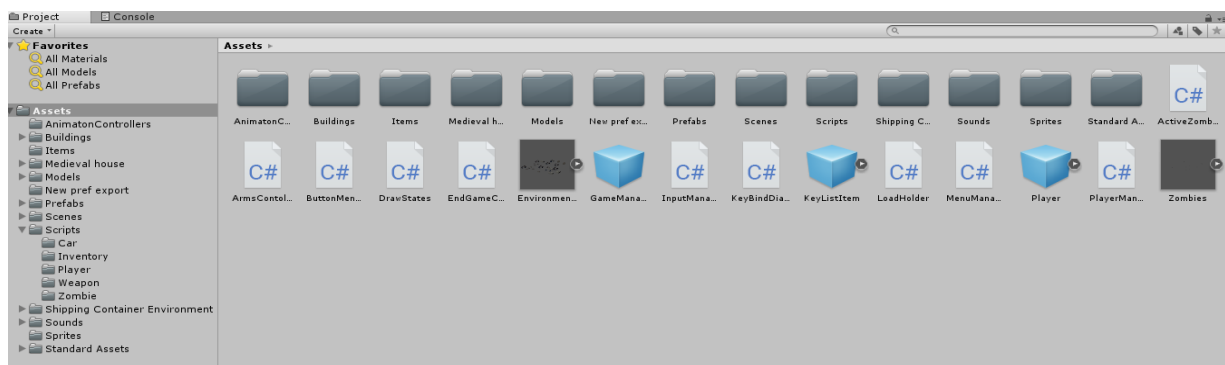 Project Console
Create
Favorites
All Materials
All Models
All Prefabs
Assets
AnimatonControllers
Buildings
Items
Medieval house
Models
New pref export
Prefabs
Scenes
Scripts
Car
Inventory
Player
Weapon
Zombie
Shipping Container Environment
Sounds
Sprites
Standard Assets
Assets
C#
AnimatonC... Buildings Items Medieval h... Models New pref ex... Prefabs Scenes Scripts Shipping C... Sounds Sprites Standard A... ActiveZomb...
C# C# C# C# C# C# C# C# C#
ArmsContol... ButtonMen... DrawStates EndGameC... Environmen... GameMana... InputMana... KeyBindDia... KeyListItem LoadHolder MenuMana... Player PlayerMan... Zombies